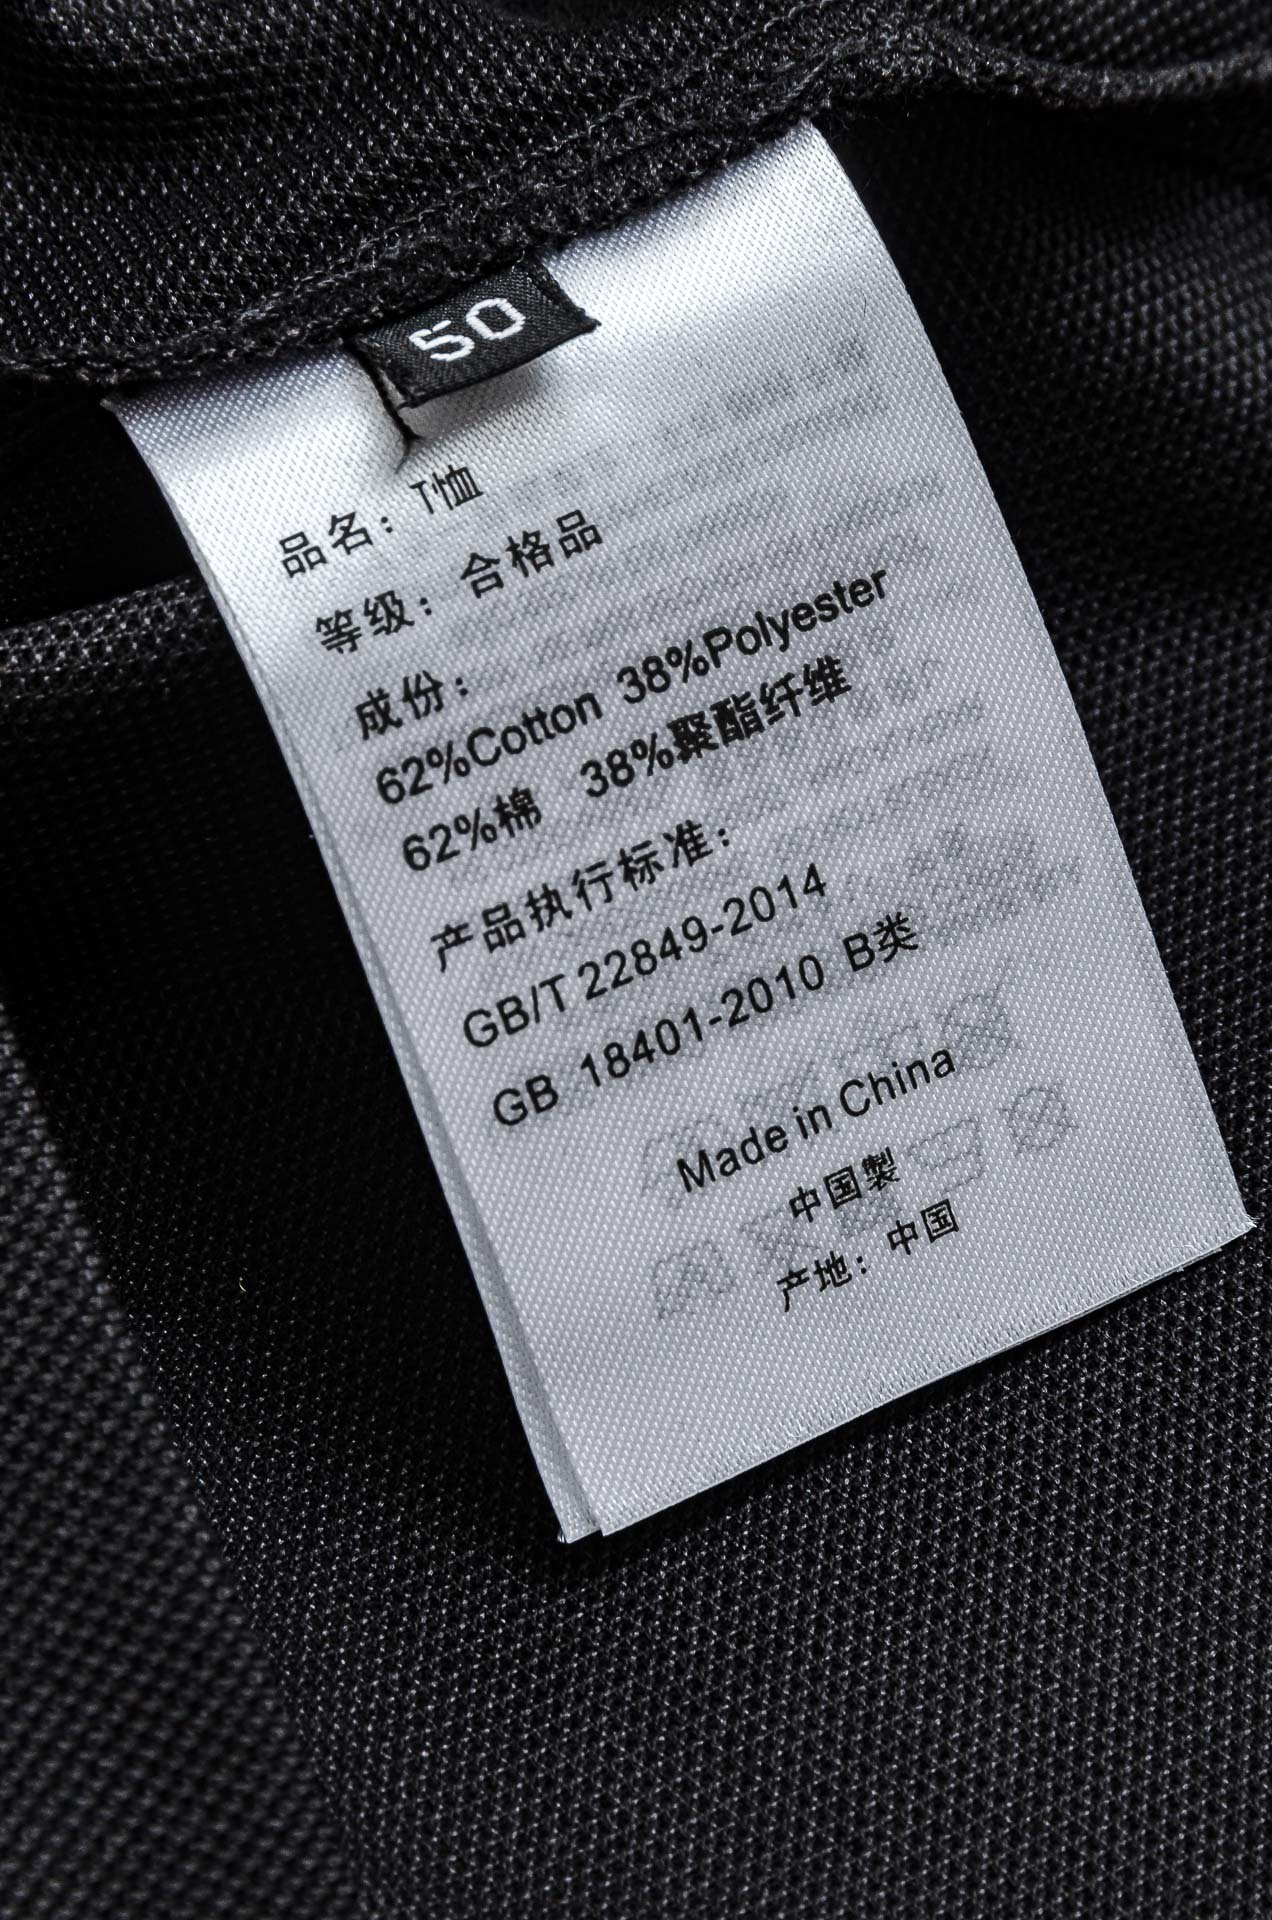 50
品名：T恤
等级：合格品
成份：
62%Cotton 38%Polyester
62%棉 38%聚酯纤维
产品执行标准：
GB/T 22849-2014
GB 18401-2010 B类
Made in China
中国製
产地：中国